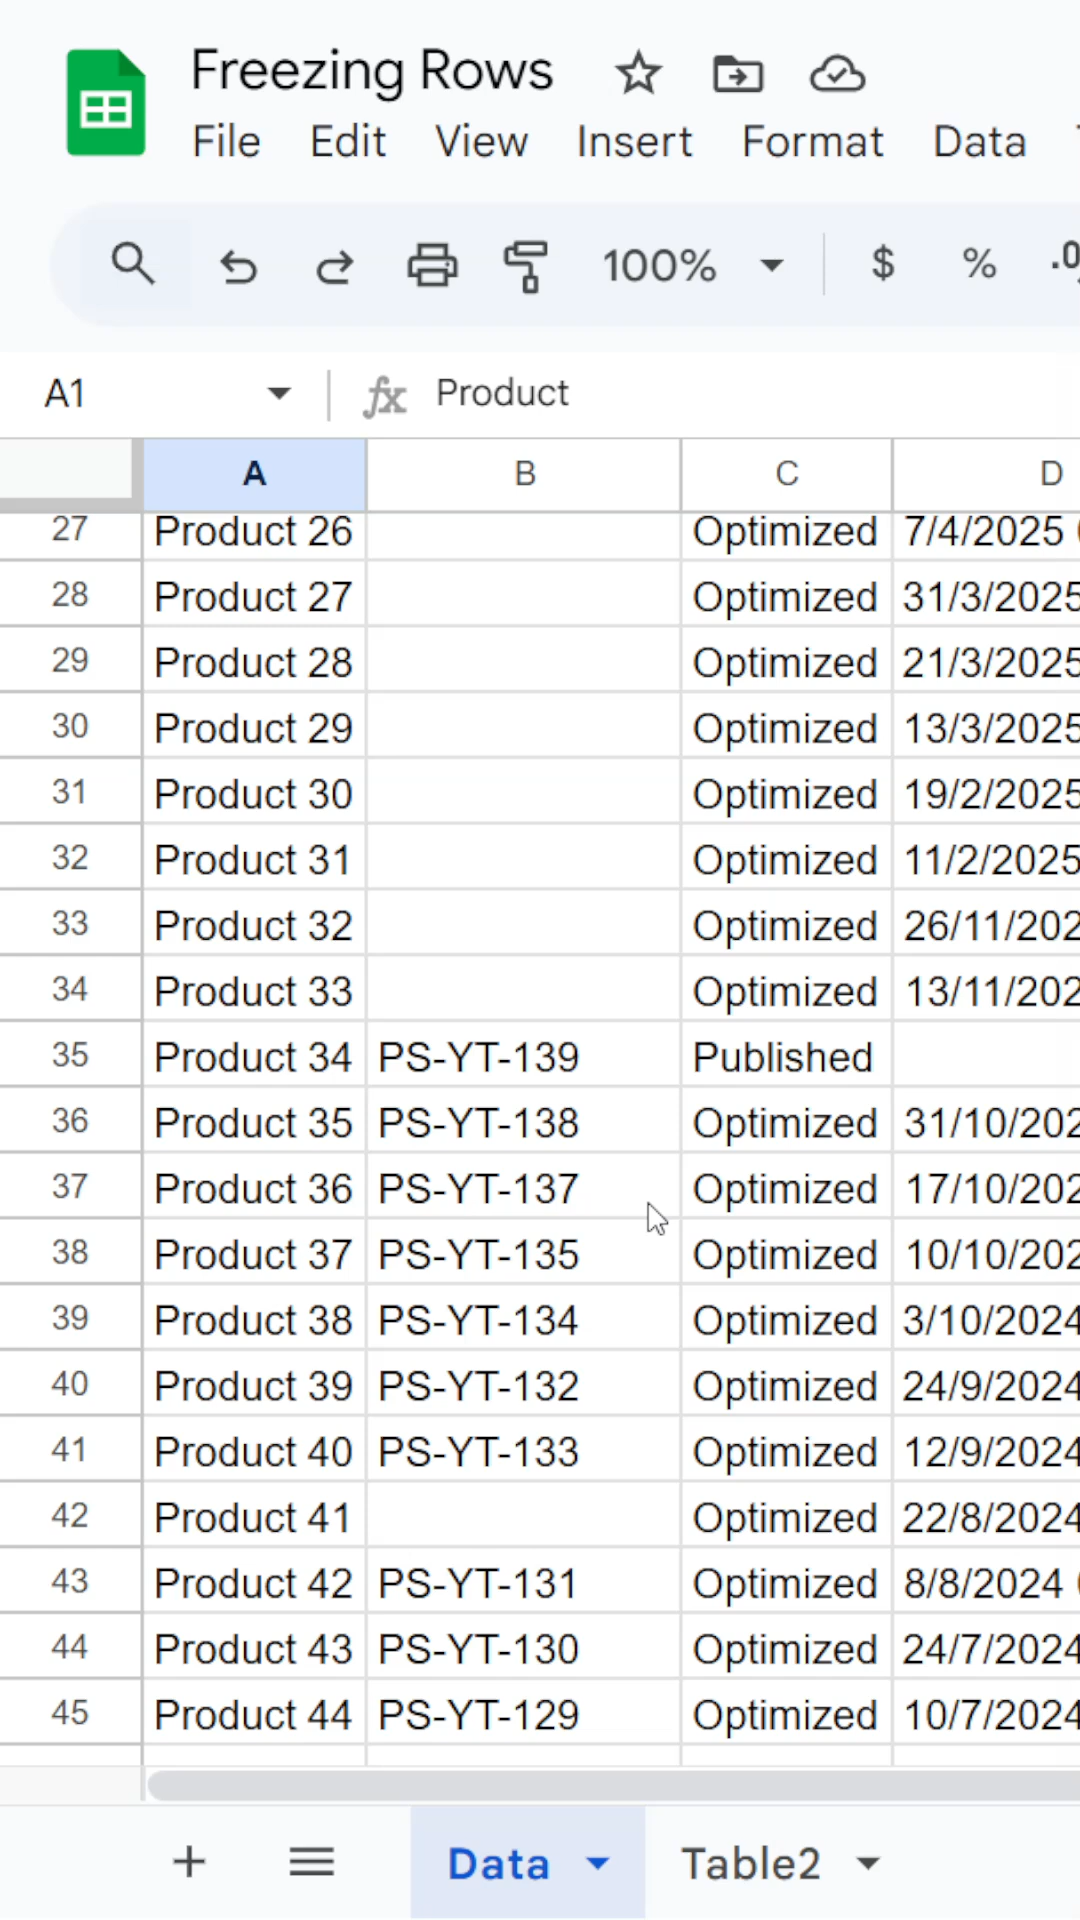 Freezing Rows
File Edit View Insert Format Data
100% $ % .0
A1 fx Product
A B C D
27 Product 26 Optimized 7/4/2025
28 Product 27 Optimized 31/3/2025
29 Product 28 Optimized 21/3/2025
30 Product 29 Optimized 13/3/2025
31 Product 30 Optimized 19/2/2025
32 Product 31 Optimized 11/2/2025
33 Product 32 Optimized 26/11/202
34 Product 33 Optimized 13/11/202
35 Product 34 PS-YT-139 Published
36 Product 35 PS-YT-138 Optimized 31/10/202
37 Product 36 PS-YT-137 Optimized 17/10/202
38 Product 37 PS-YT-135 Optimized 10/10/202
39 Product 38 PS-YT-134 Optimized 3/10/2024
40 Product 39 PS-YT-132 Optimized 24/9/2024
41 Product 40 PS-YT-133 Optimized 12/9/2024
42 Product 41 Optimized 22/8/2024
43 Product 42 PS-YT-131 Optimized 8/8/2024
44 Product 43 PS-YT-130 Optimized 24/7/2024
45 Product 44 PS-YT-129 Optimized 10/7/2024
Data Table2